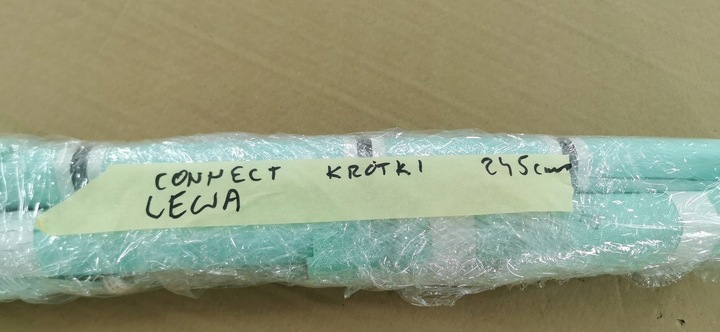 CONNECT KRÓTKI 245cm
LEWA